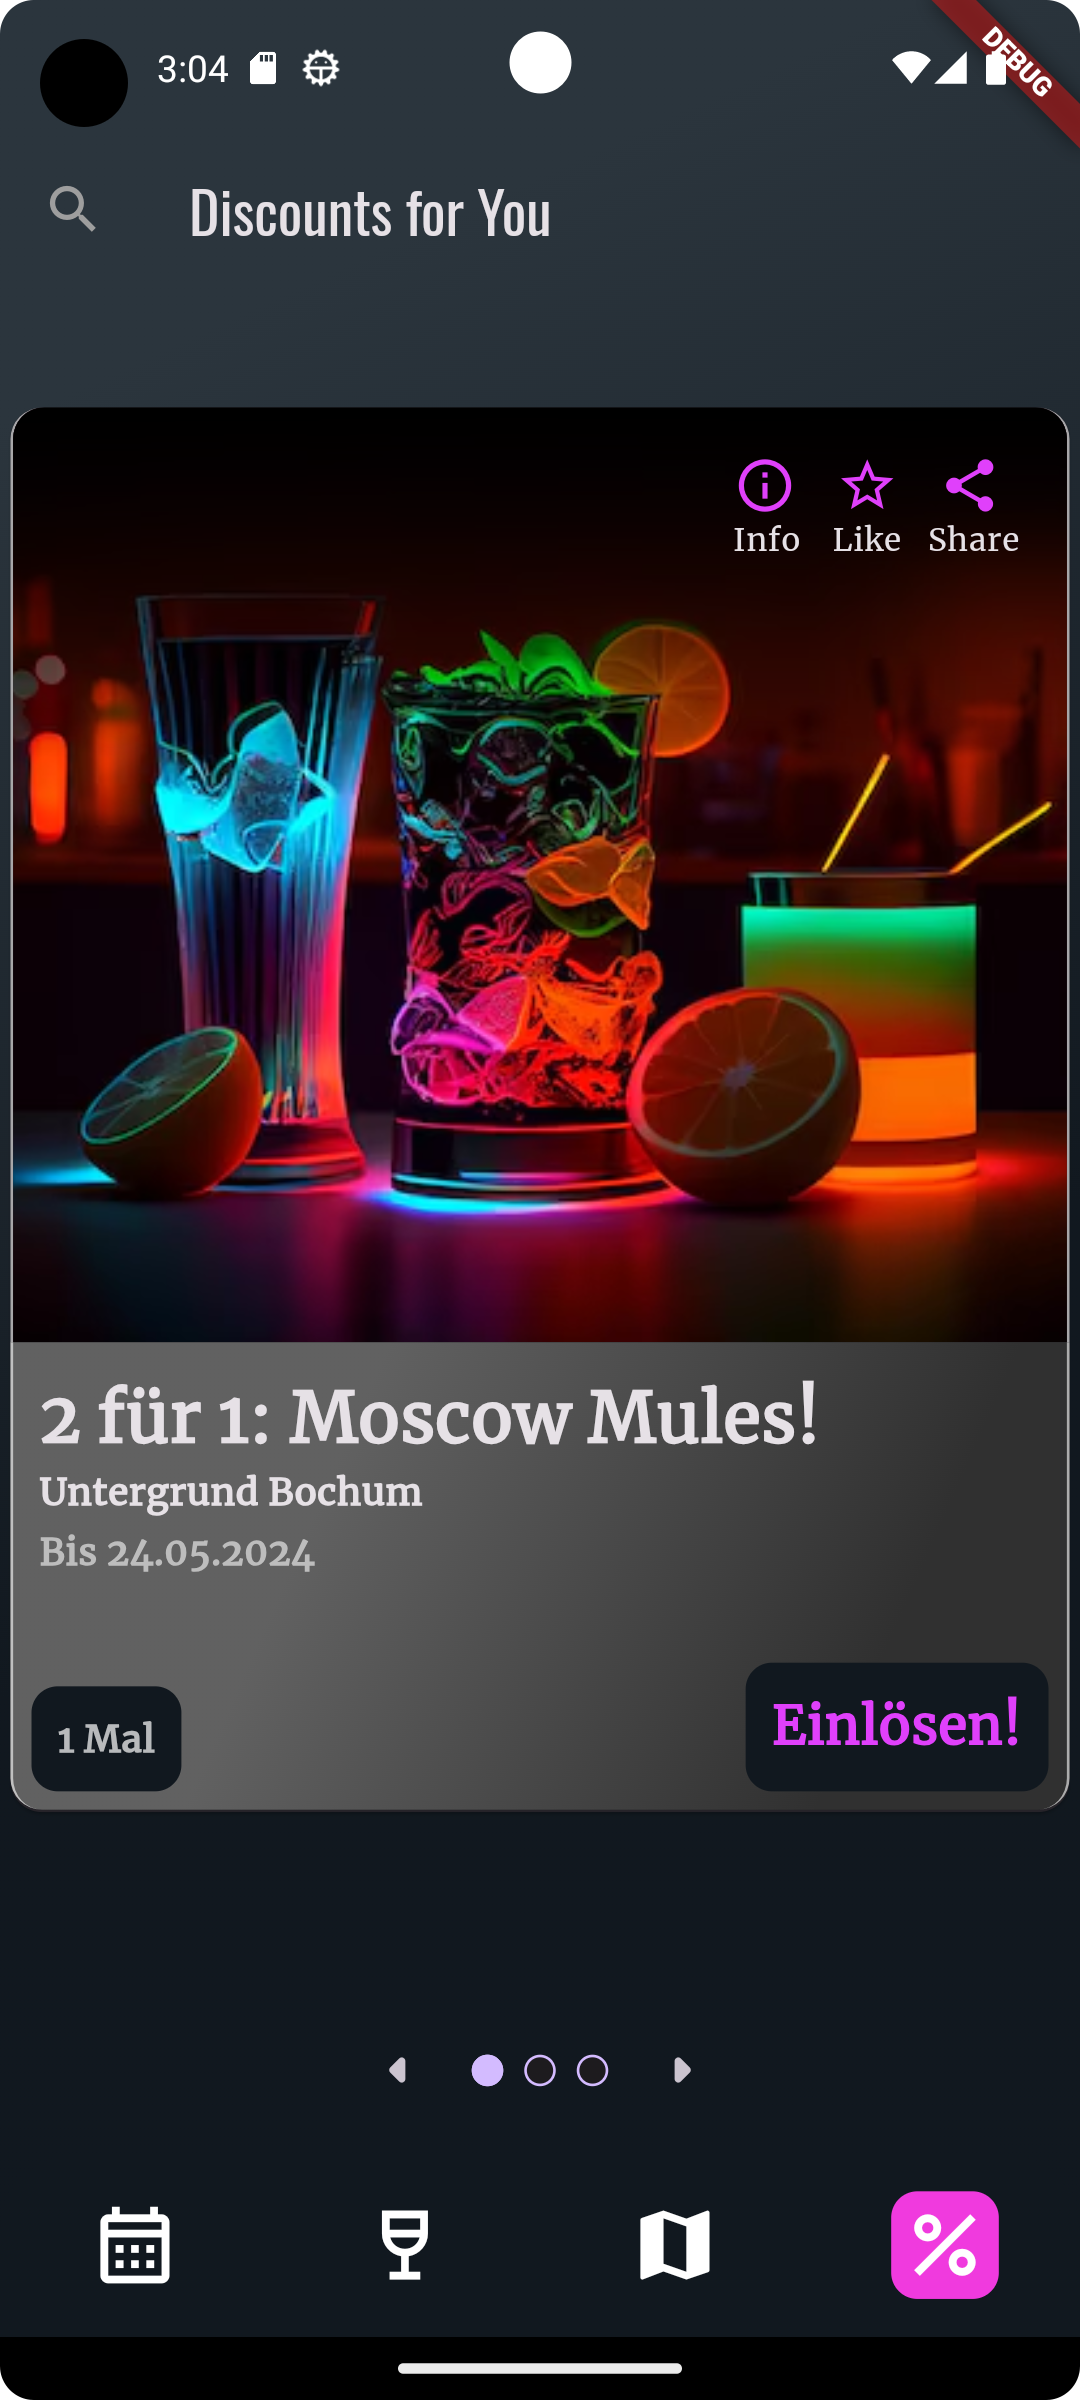 3:04
DEBUG
Discounts for You
Info Like Share
2 für 1: Moscow Mules!
Untergrund Bochum
Bis 24.05.2024
1 Mal
Einlösen!